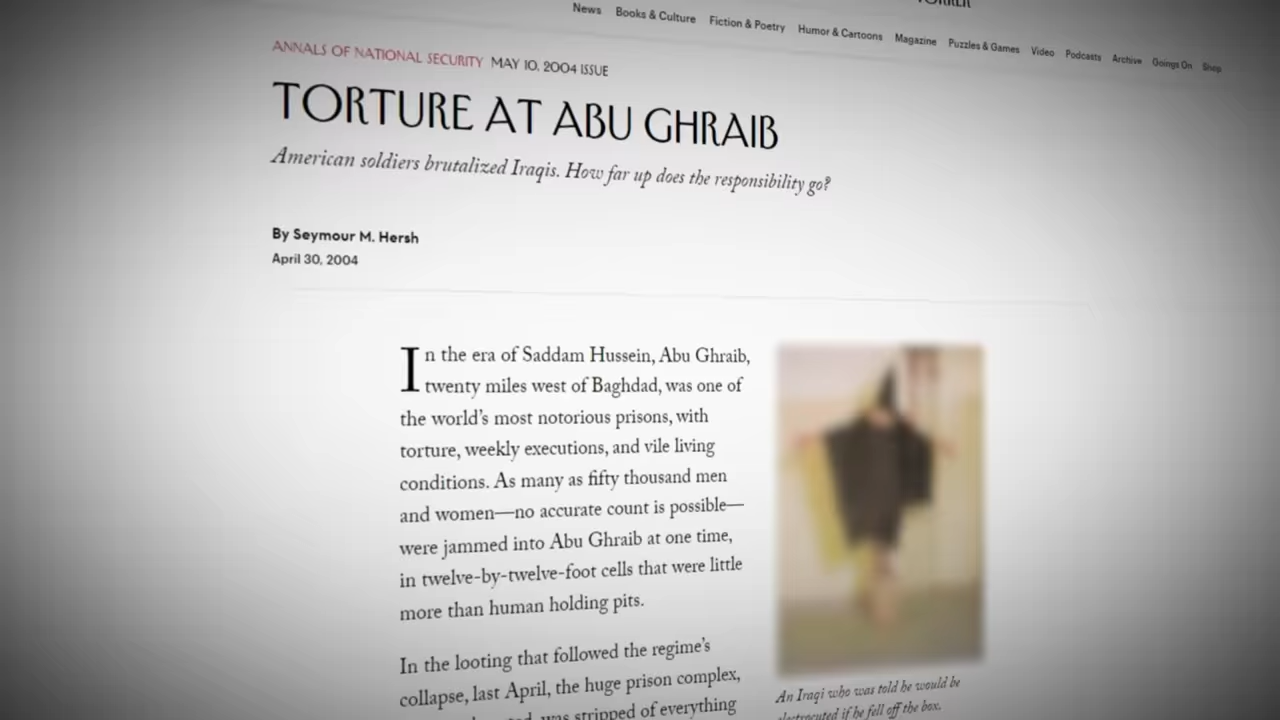 News Books & Culture Fiction & Poetry Humor & Cartoons Magazine Puzzles & Games Video Podcasts Archive Goings On Shop
ANNALS OF NATIONAL SECURITY MAY 10, 2004 ISSUE
TORTURE AT ABU GHRAIB
American soldiers brutalized Iraqis. How far up does the responsibility go?
By Seymour M. Hersh
April 30, 2004
In the era of Saddam Hussein, Abu Ghraib,
twenty miles west of Baghdad, was one of
the world's most notorious prisons, with
torture, weekly executions, and vile living
conditions. As many as fifty thousand men
and women—no accurate count is possible—
were jammed into Abu Ghraib at one time,
in twelve-by-twelve-foot cells that were little
more than human holding pits.
In the looting that followed the regime's
collapse, last April, the huge prison complex,
was stripped of everything
An Iraqi who was told he would be
electrocuted if he fell off the box.